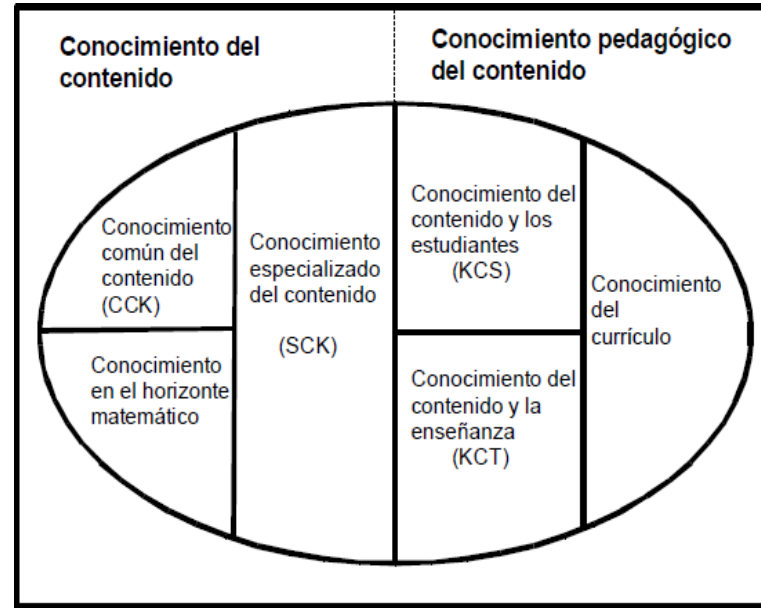 Conocimiento del
contenido
Conocimiento pedagógico
del contenido
Conocimiento
común del
contenido
(CCK)
Conocimiento
en el horizonte
matemático
Conocimiento
especializado
del contenido
(SCK)
Conocimiento del
contenido y los
estudiantes
(KCS)
Conocimiento del
contenido y la
enseñanza
(KCT)
Conocimiento
del
currículo